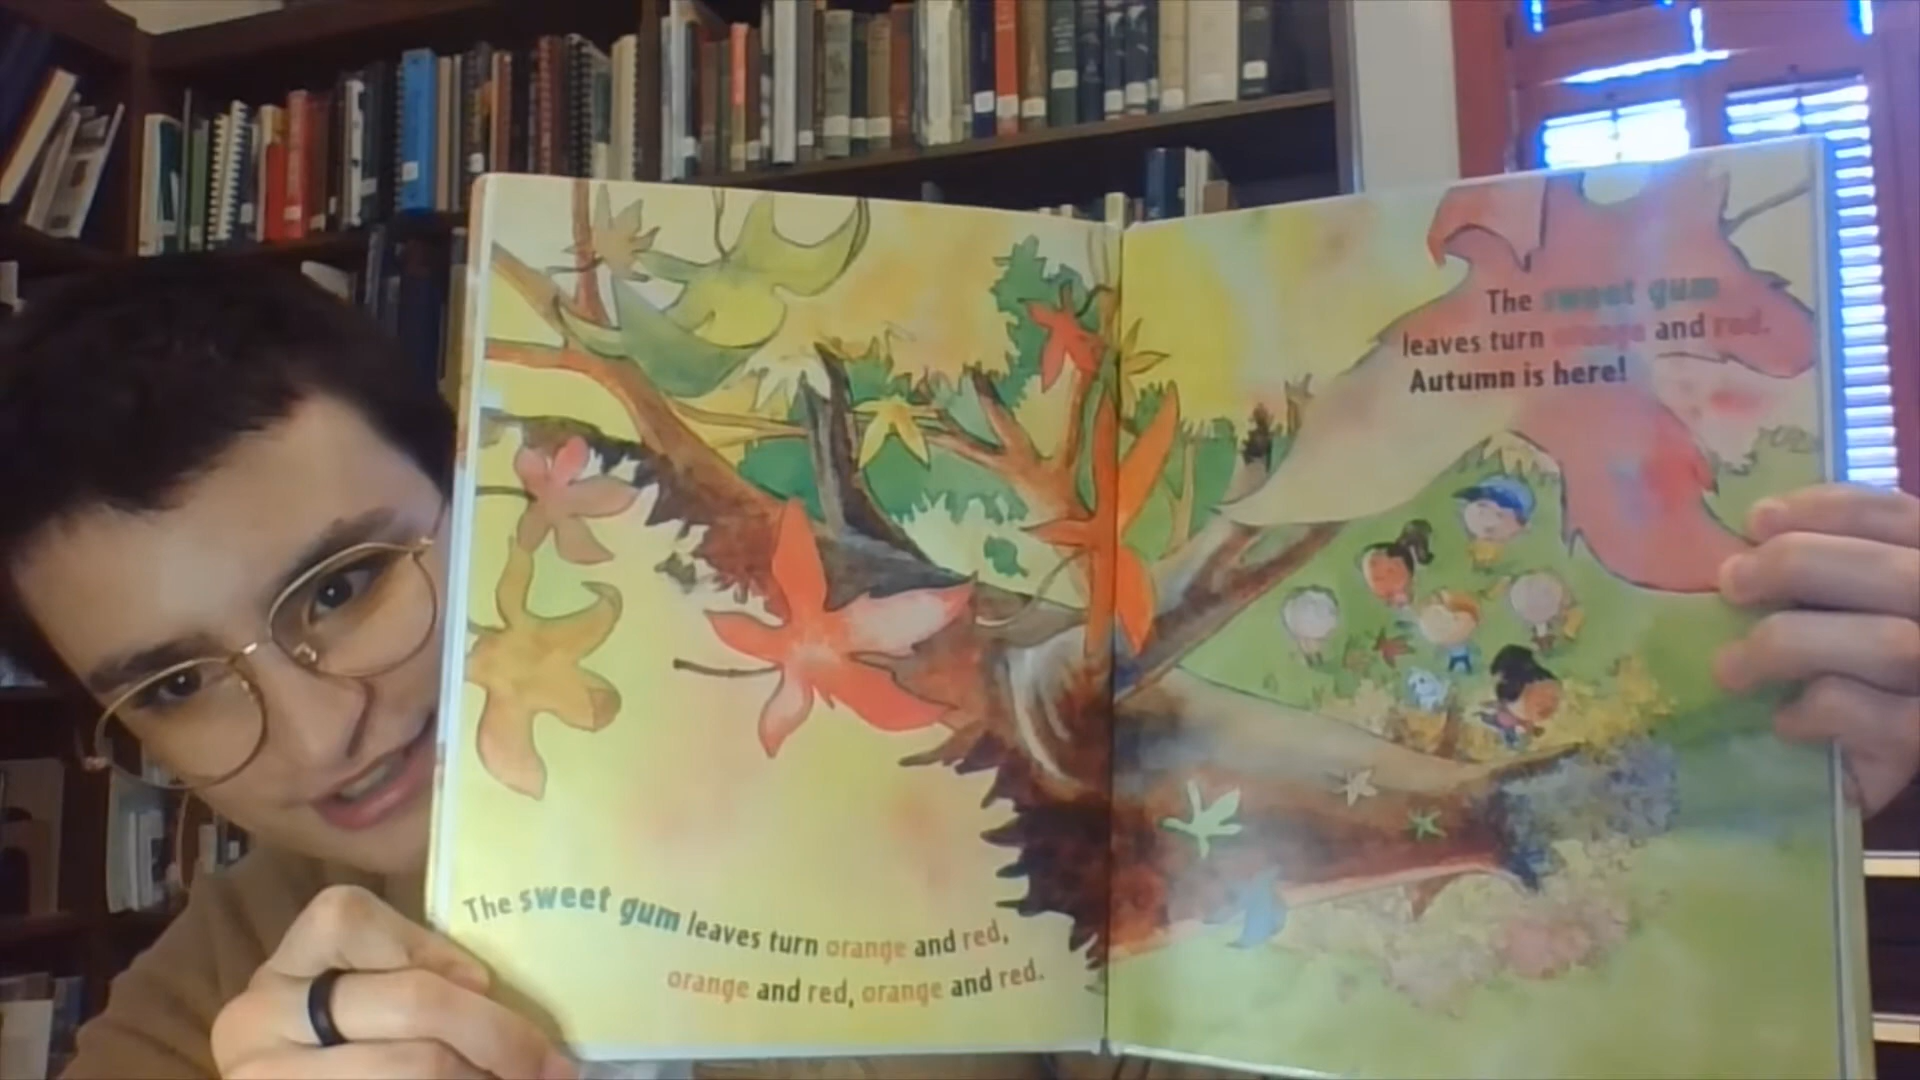 The sweet gum leaves turn orange and red,
orange and red, orange and red.
The sweet gum
leaves turn orange and red.
Autumn is here!